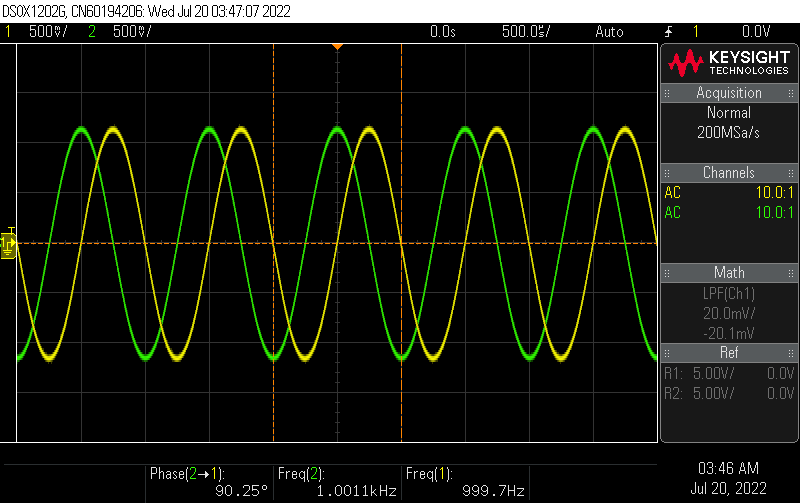 DSOX1202G, CN60194206: Wed Jul 20 03:47:07 2022
1 500♈/ 2 500♈/ 0.0s 500.0㎲/ Auto 1 0.0V
KEYSIGHT
TECHNOLOGIES
Acquisition
Normal
200MSa/s
Channels
AC 10.0:1
AC 10.0:1
T
Math
LPF(Ch1)
20.0mV/
-20.1mV
Ref
R1: 5.00V/ 0.0V
R2: 5.00V/ 0.0V
Phase(2→1): Freq(2): Freq(1):
90.25° 1.0011kHz 999.7Hz
03:46 AM
Jul 20, 2022